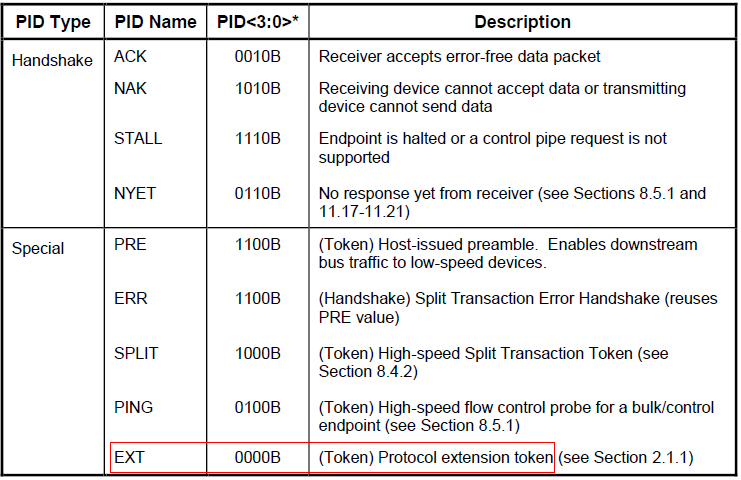 PID Type PID Name PID<3:0>* Description
Handshake ACK 0010B Receiver accepts error-free data packet
NAK 1010B Receiving device cannot accept data or transmitting
device cannot send data
STALL 1110B Endpoint is halted or a control pipe request is not
supported
NYET 0110B No response yet from receiver (see Sections 8.5.1 and
11.17-11.21)
Special PRE 1100B (Token) Host-issued preamble. Enables downstream
bus traffic to low-speed devices.
ERR 1100B (Handshake) Split Transaction Error Handshake (reuses
PRE value)
SPLIT 1000B (Token) High-speed Split Transaction Token (see
Section 8.4.2)
PING 0100B (Token) High-speed flow control probe for a bulk/control
endpoint (see Section 8.5.1)
EXT 0000B (Token) Protocol extension token (see Section 2.1.1)